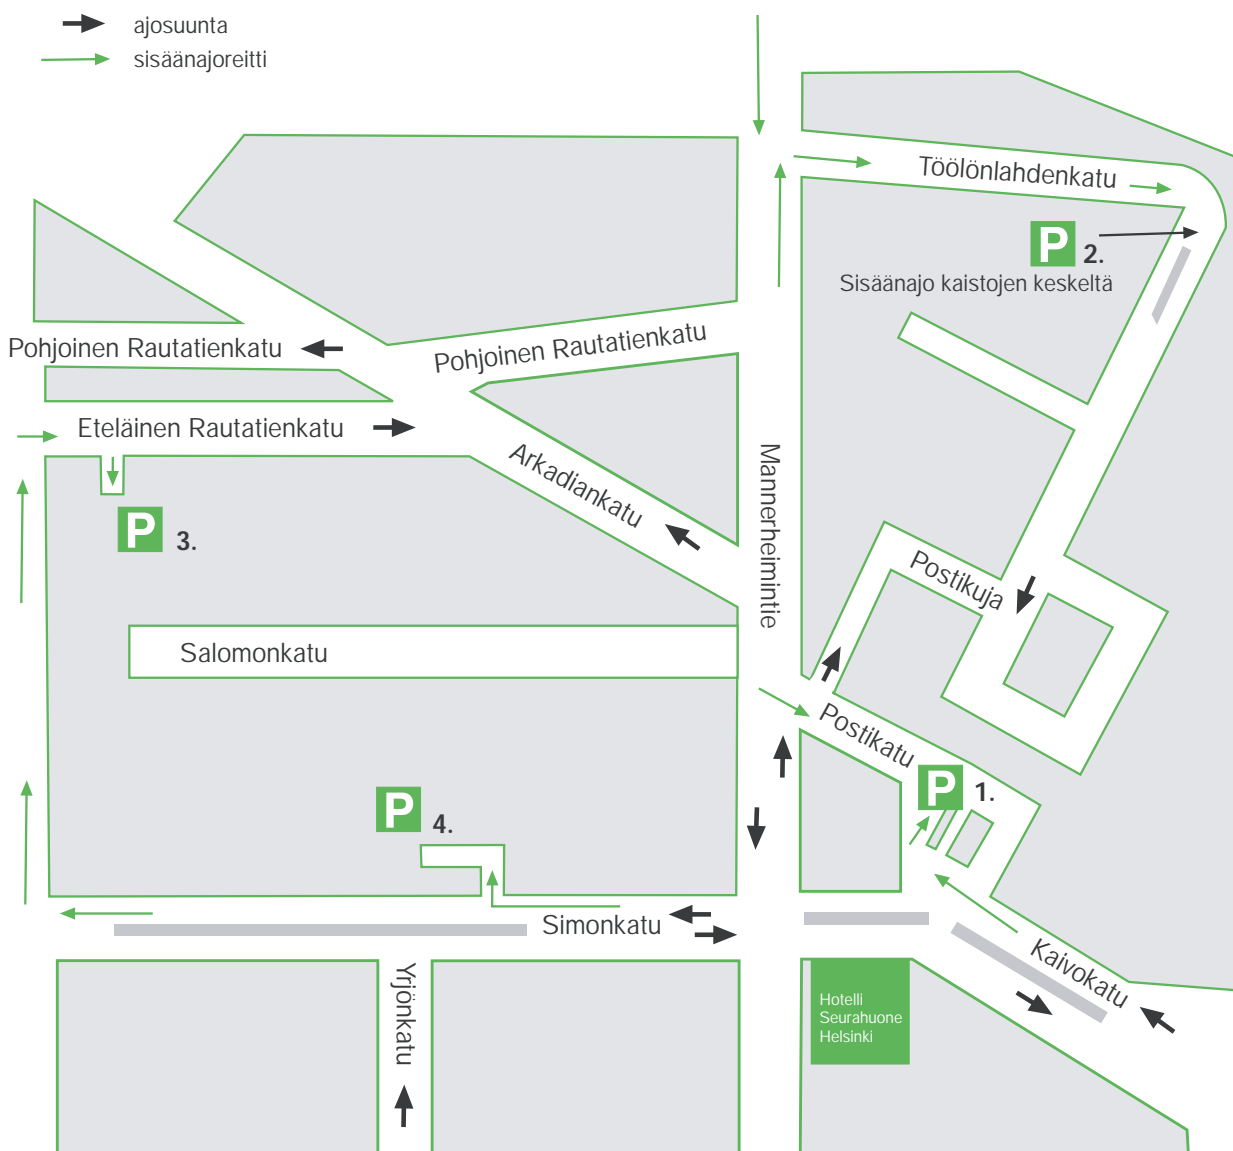 ajosuunta
sisäänajoreitti
Töölönlahdenkatu
P 2.
Sisäänajo kaistojen keskeltä
Pohjoinen Rautatienkatu
Pohjoinen Rautatienkatu
Eteläinen Rautatienkatu
Arkadiankatu
Mannerheimintie
P 3.
Postikuja
Salomonkatu
Postikatu
P 1.
P 4.
Simonkatu
Kaivokatu
Yrjönkatu
Hotelli
Seurahuone
Helsinki